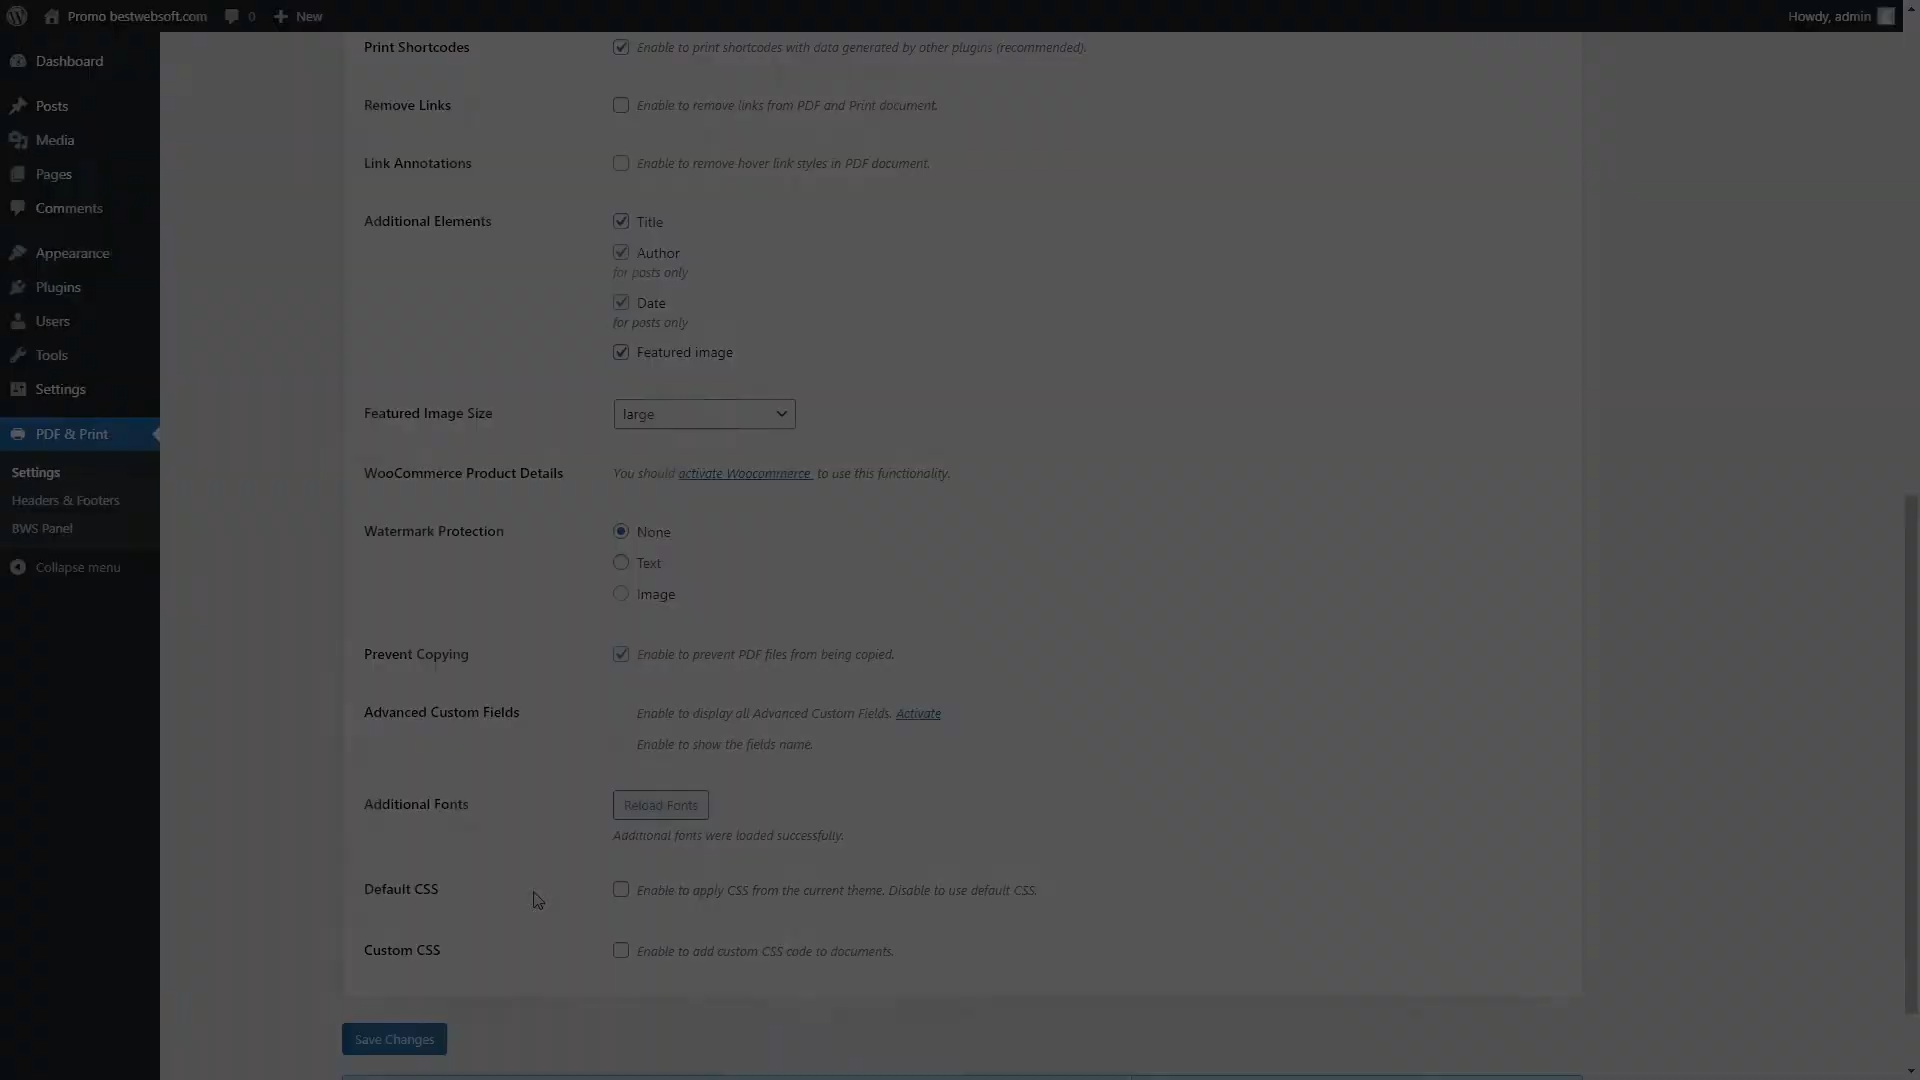 Promo bestwebsoft.com
0
New
Howdy, admin
Dashboard
Posts
Media
Pages
Comments
Appearance
Plugins
Users
Tools
Settings
PDF & Print
Settings
Headers & Footers
BWS Panel
Collapse menu
Print Shortcodes
Enable to print shortcodes with data generated by other plugins (recommended).
Remove Links
Enable to remove links from PDF and Print document.
Link Annotations
Enable to remove hover link styles in PDF document.
Additional Elements
Title
Author
for posts only
Date
for posts only
Featured image
Featured Image Size
large
WooCommerce Product Details
You should activate Woocommerce to use this functionality.
Watermark Protection
None
Text
Image
Prevent Copying
Enable to prevent PDF files from being copied.
Advanced Custom Fields
Enable to display all Advanced Custom Fields. Activate
Enable to show the fields name.
Additional Fonts
Reload Fonts
Additional fonts were loaded successfully.
Default CSS
Enable to apply CSS from the current theme. Disable to use default CSS.
Custom CSS
Enable to add custom CSS code to documents.
Save Changes